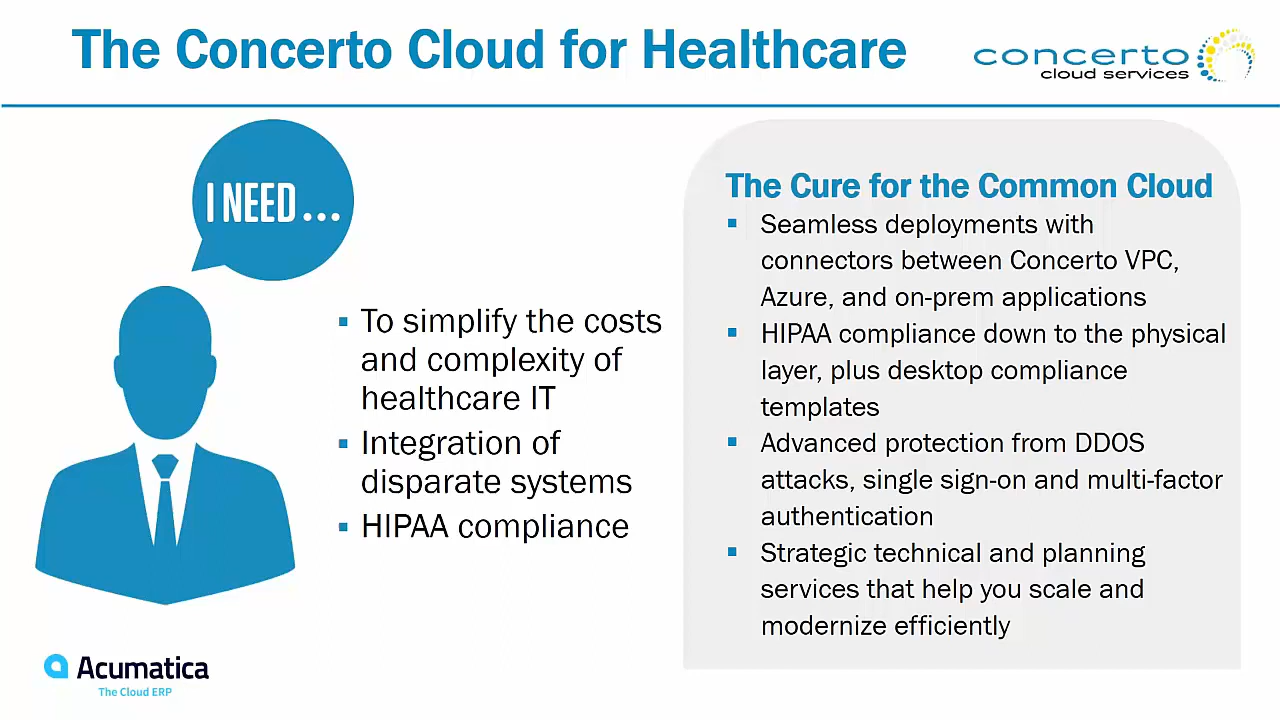 The Concerto Cloud for Healthcare
concerto
cloud services
I NEED...
▪ To simplify the costs
and complexity of
healthcare IT
▪ Integration of
disparate systems
▪ HIPAA compliance
The Cure for the Common Cloud
▪ Seamless deployments with
connectors between Concerto VPC,
Azure, and on-prem applications
▪ HIPAA compliance down to the physical
layer, plus desktop compliance
templates
▪ Advanced protection from DDOS
attacks, single sign-on and multi-factor
authentication
▪ Strategic technical and planning
services that help you scale and
modernize efficiently
Acumatica
The Cloud ERP